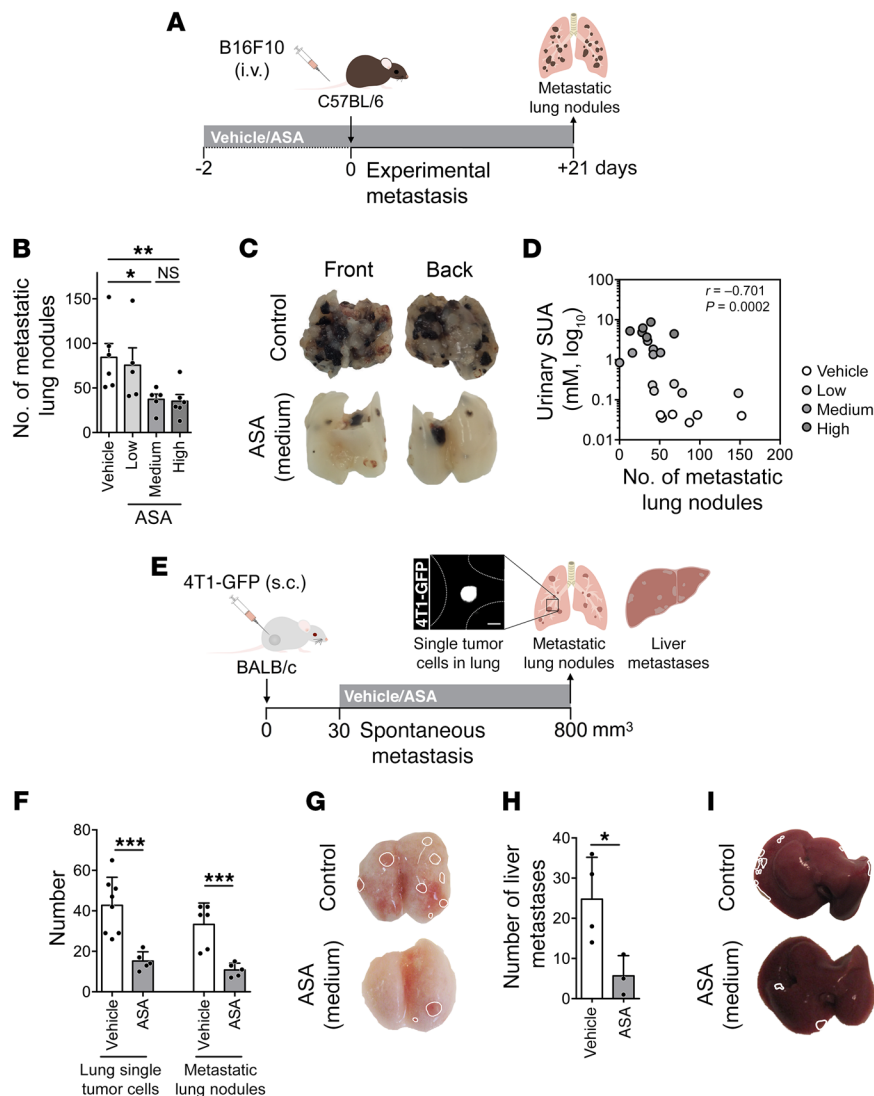 A
B16F10
(i.v.)
C57BL/6
Metastatic
lung nodules
Vehicle/ASA
-2
0
Experimental
metastasis
+21 days
B
No. of metastatic
lung nodules
150
100
50
0
**
*
NS
Vehicle
Low
Medium
High
ASA
C
Front
Back
Control
ASA
(medium)
D
Urinary SUA
(mM, log10)
100
10
1
0.1
0.01
r = –0.701
P = 0.0002
0
50
100
150
200
No. of metastatic
lung nodules
Vehicle
Low
Medium
High
E
4T1-GFP (s.c.)
BALB/c
4T1-GFP
Single tumor
cells in lung
Metastatic
lung nodules
Liver
metastases
Vehicle/ASA
0
30
Spontaneous
metastasis
800 mm³
F
Number
80
60
40
20
0
***
***
Vehicle
ASA
Vehicle
ASA
Lung single
tumor cells
Metastatic
lung nodules
G
Control
ASA
(medium)
H
Number of liver
metastases
40
30
20
10
0
*
Vehicle
ASA
I
Control
ASA
(medium)